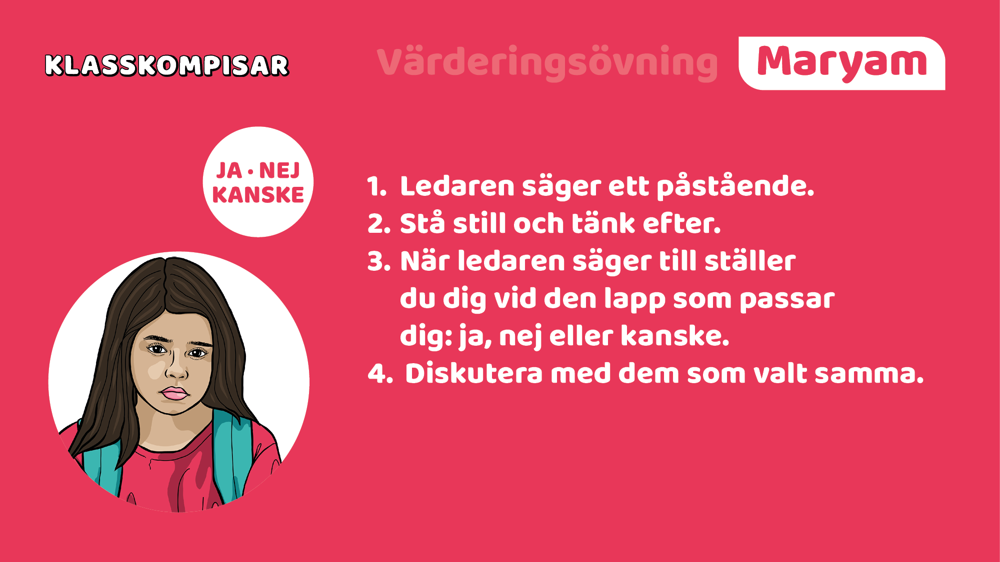 KLASSKOMPISAR
Värderingsövning
Maryam
JA • NEJ
KANSKE
1. Ledaren säger ett påstående.
2. Stå still och tänk efter.
3. När ledaren säger till ställer
du dig vid den lapp som passar
dig: ja, nej eller kanske.
4. Diskutera med dem som valt samma.